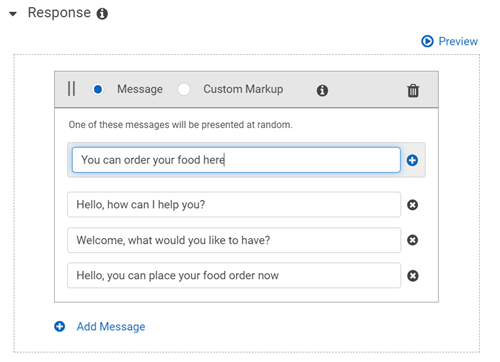 Response
Preview
Message Custom Markup
One of these messages will be presented at random.
You can order your food here
Hello, how can I help you?
Welcome, what would you like to have?
Hello, you can place your food order now
Add Message